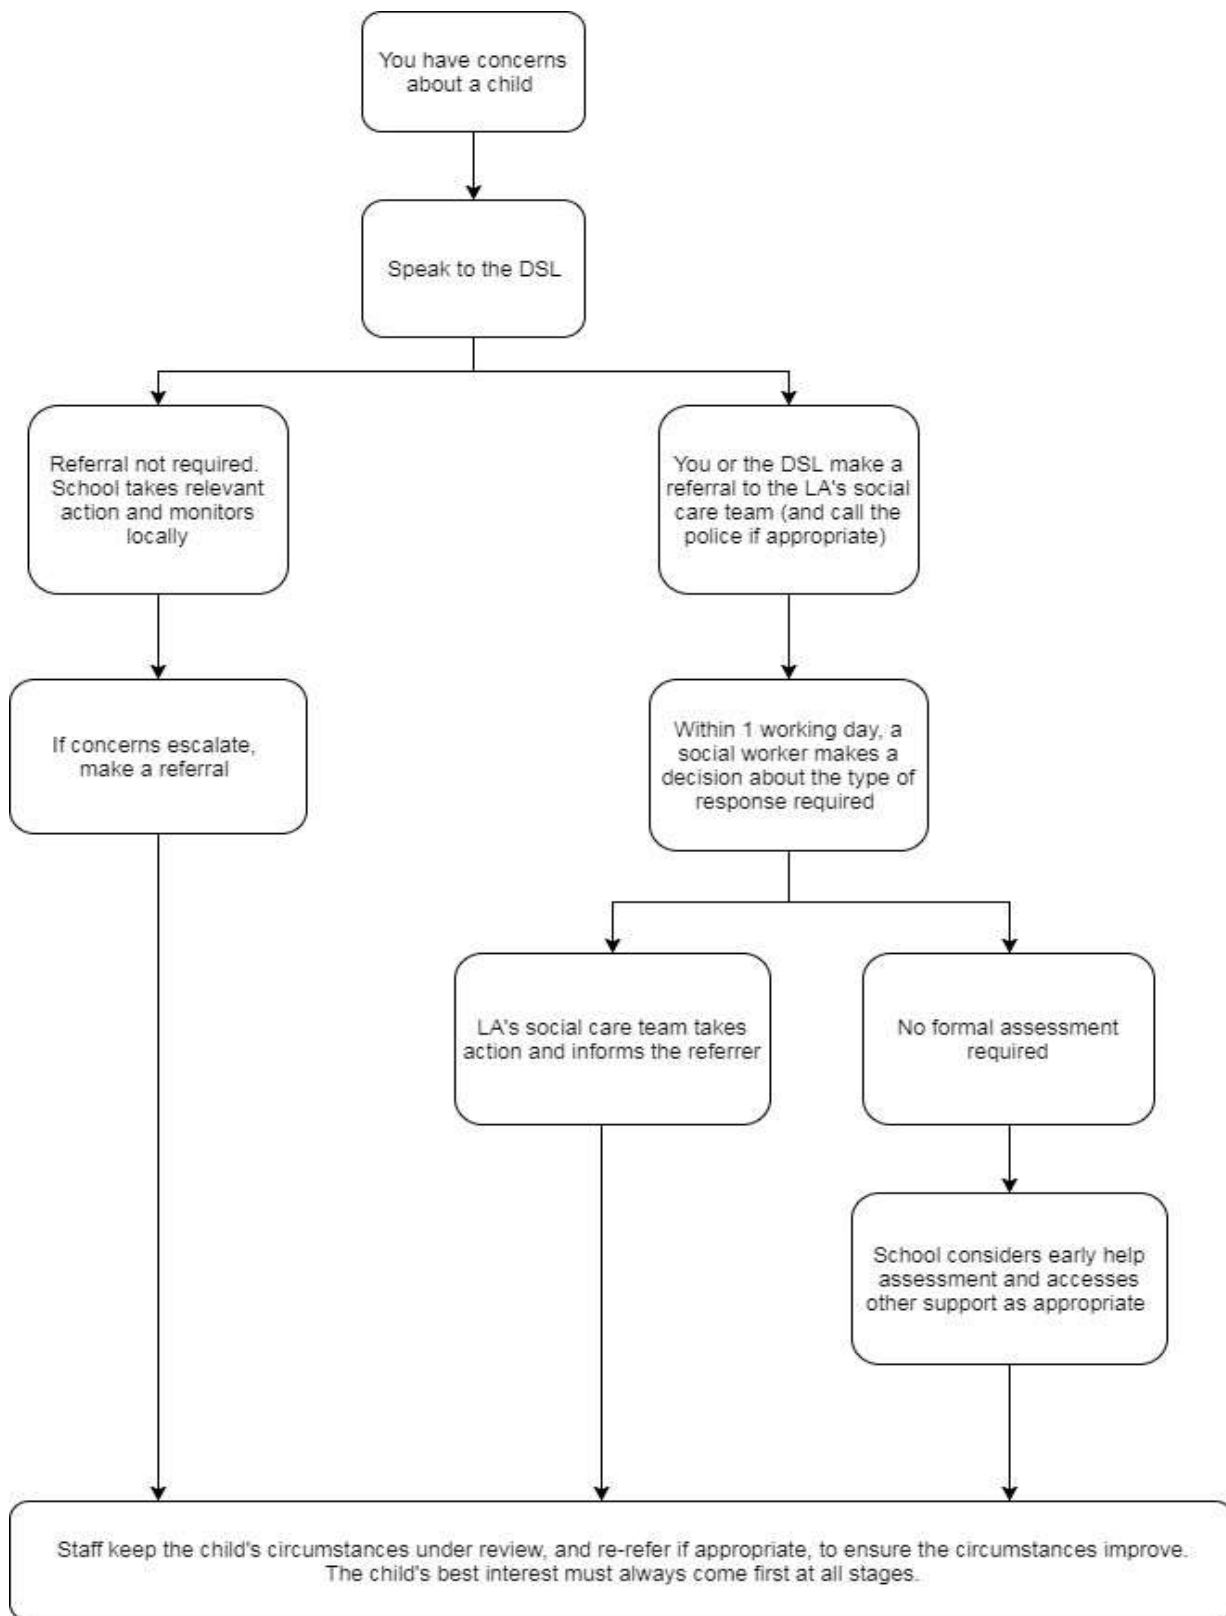 You have concerns
about a child
Speak to the DSL
Referral not required.
School takes relevant
action and monitors
locally
You or the DSL make a
referral to the LA's social
care team (and call the
police if appropriate)
If concerns escalate,
make a referral
Within 1 working day, a
social worker makes a
decision about the type of
response required
LA's social care team takes
action and informs the referrer
No formal assessment
required
School considers early help
assessment and accesses
other support as appropriate
Staff keep the child's circumstances under review, and re-refer if appropriate, to ensure the circumstances improve.
The child's best interest must always come first at all stages.